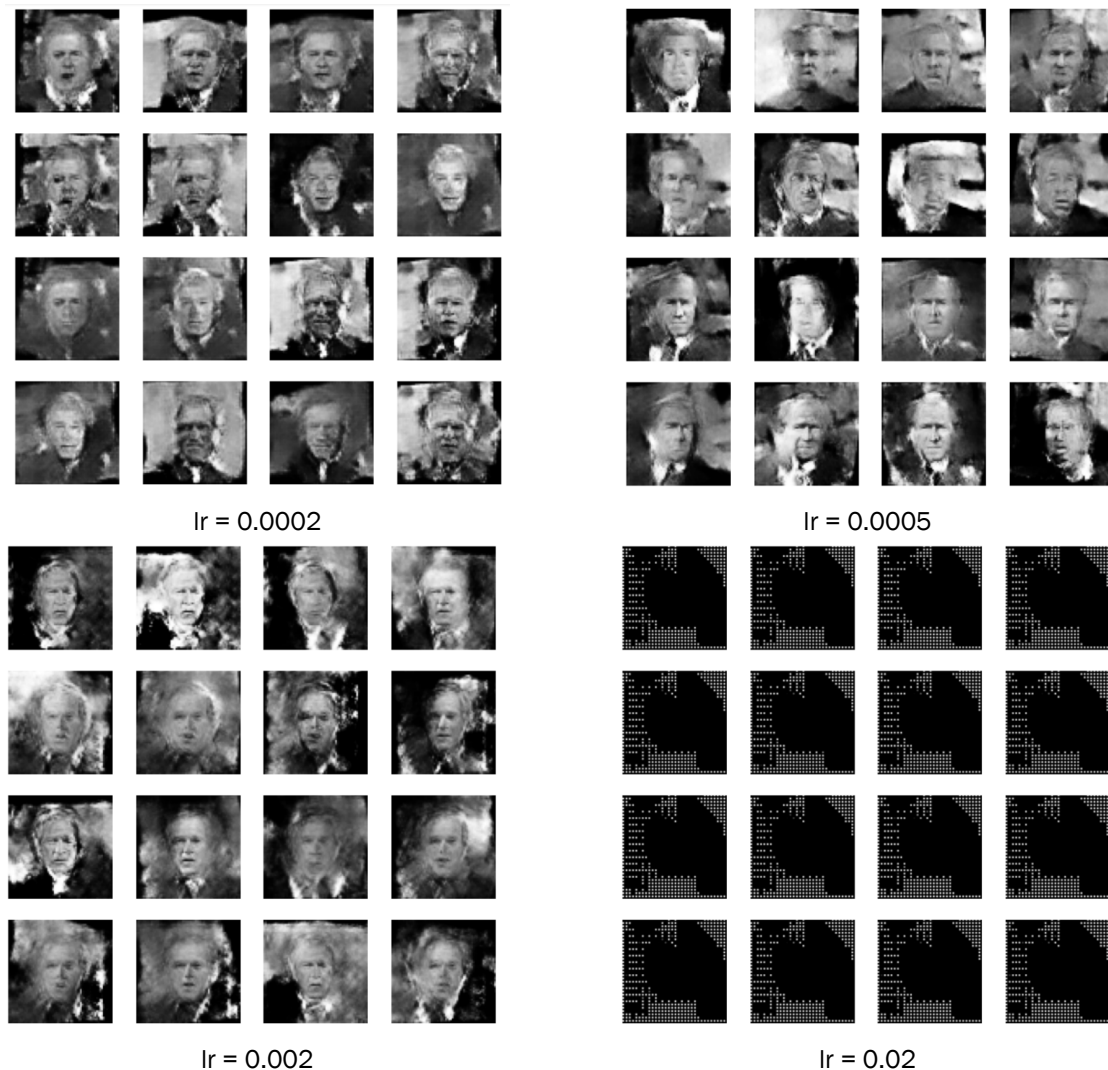 lr = 0.0002
lr = 0.0005
lr = 0.002
lr = 0.02